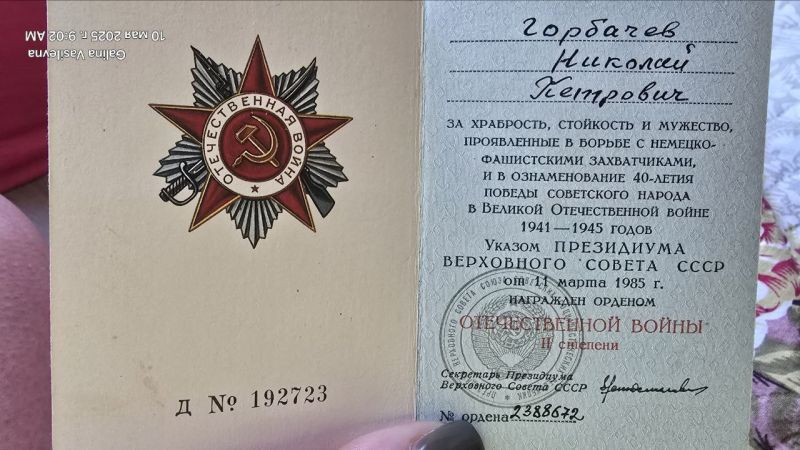 Galina Vasilevna
10 мая 2025 г. 9:02 AM
ОТЕЧЕСТВЕННАЯ ВОЙНА
Д № 192723
Горбачев
Николай
Петрович
ЗА ХРАБРОСТЬ, СТОЙКОСТЬ И МУЖЕСТВО,
ПРОЯВЛЕННЫЕ В БОРЬБЕ С НЕМЕЦКО-
ФАШИСТСКИМИ ЗАХВАТЧИКАМИ,
И В ОЗНАМЕНОВАНИЕ 40-ЛЕТИЯ
ПОБЕДЫ СОВЕТСКОГО НАРОДА
В ВЕЛИКОЙ ОТЕЧЕСТВЕННОЙ ВОЙНЕ
1941—1945 ГОДОВ
УКАЗОМ ПРЕЗИДИУМА
ВЕРХОВНОГО СОВЕТА СССР
от 11 марта 1985 г.
НАГРАЖДЕН ОРДЕНОМ
ОТЕЧЕСТВЕННОЙ ВОЙНЫ
II степени
Секретарь Президиума
Верховного Совета СССР
№ ордена 2388672